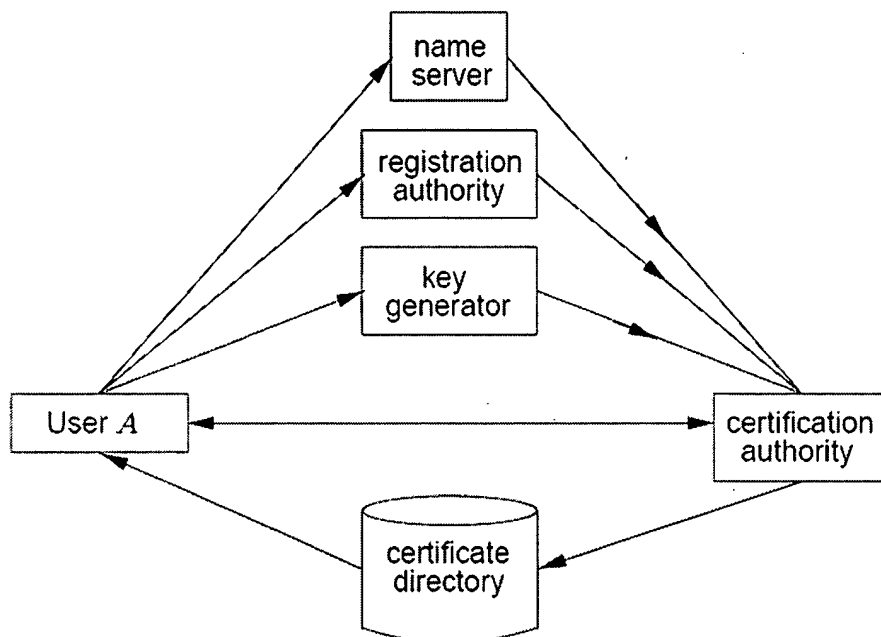 name
server
registration
authority
key
generator
User A
certification
authority
certificate
directory